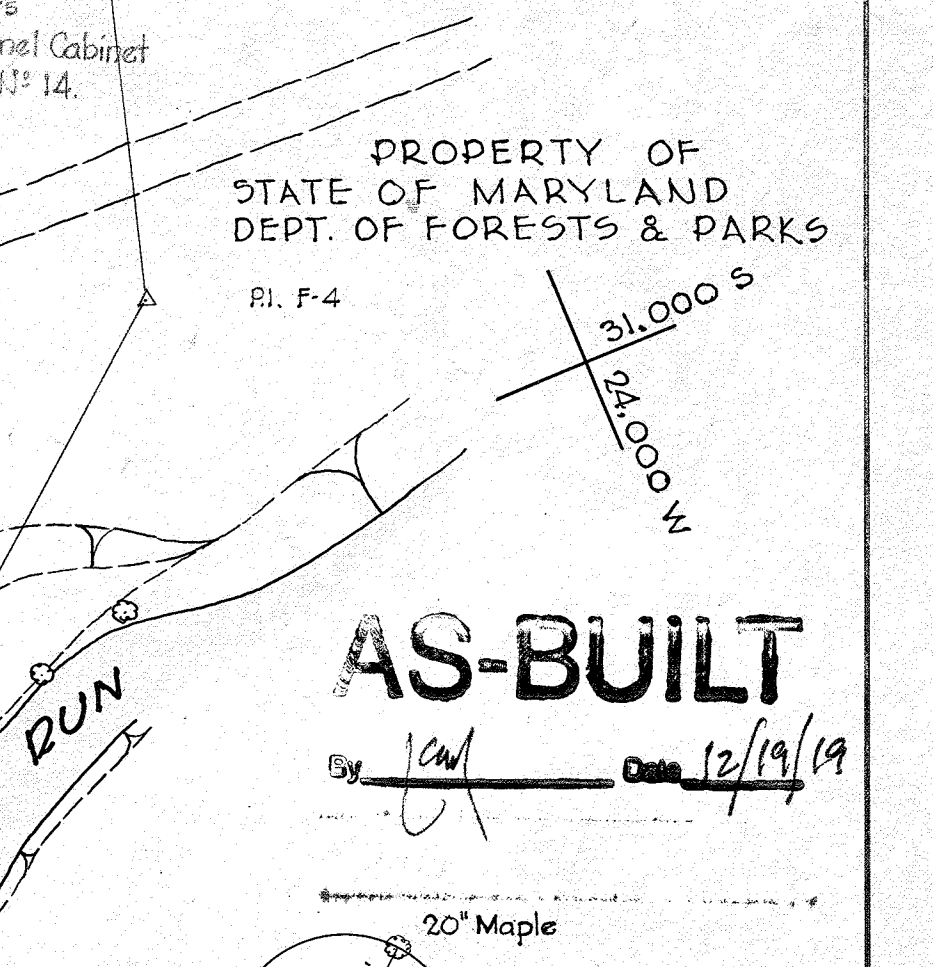 nel Cabinet
Nº 14.
PROPERTY OF
STATE OF MARYLAND
DEPT. OF FORESTS & PARKS
P.I. F-4
31.000 S
24,000 W
RUN
AS-BUILT
By Date 12/19/19
20" Maple